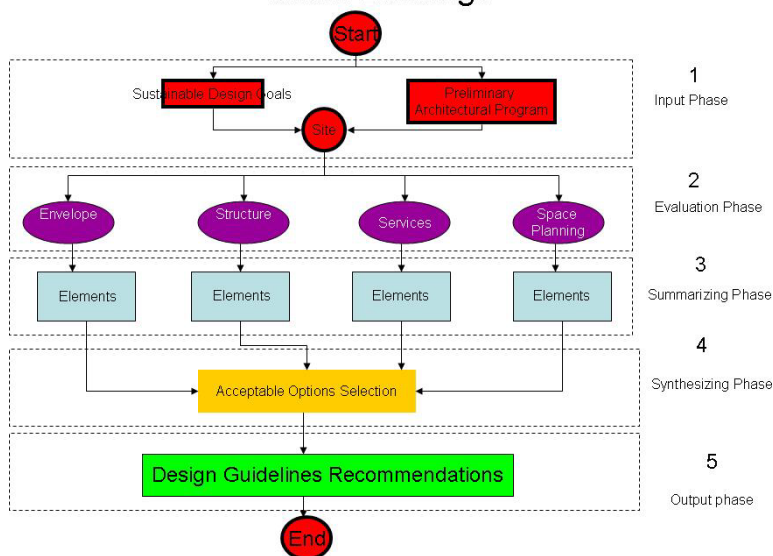 Start
Sustainable Design Goals
Preliminary
Architectural Program
1
Input Phase
Site
2
Evaluation Phase
Envelope
Structure
Services
Space
Planning
3
Summarizing Phase
Elements
Elements
Elements
Elements
4
Synthesizing Phase
Acceptable Options Selection
5
Output phase
Design Guidelines Recommendations
End